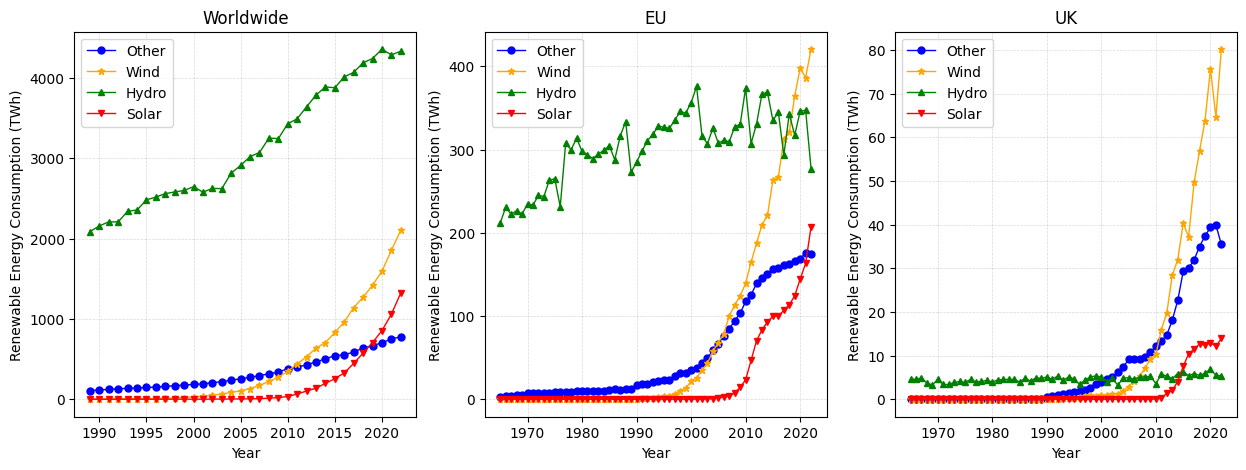 Worldwide
Renewable Energy Consumption (TWh)
4000
3000
2000
1000
0
Other
Wind
Hydro
Solar
1990 1995 2000 2005 2010 2015 2020
Year
EU
Renewable Energy Consumption (TWh)
400
300
200
100
0
Other
Wind
Hydro
Solar
1970 1980 1990 2000 2010 2020
Year
UK
Renewable Energy Consumption (TWh)
80
70
60
50
40
30
20
10
0
Other
Wind
Hydro
Solar
1970 1980 1990 2000 2010 2020
Year